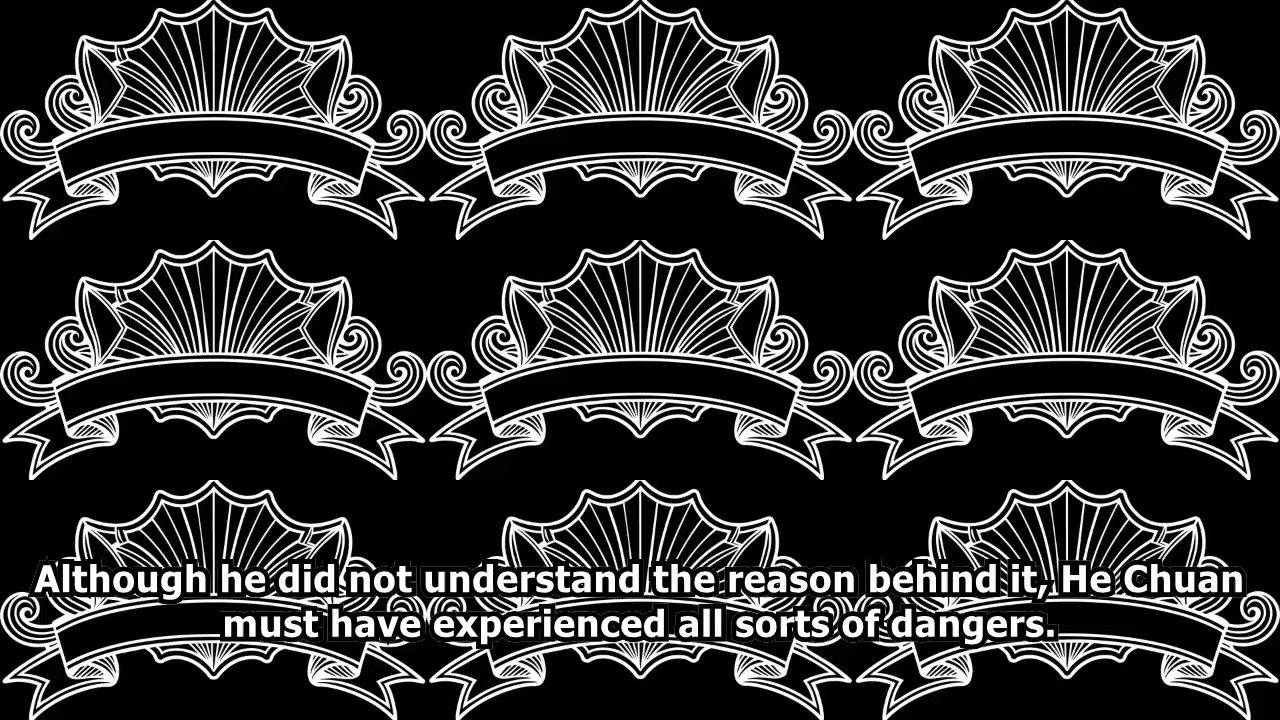 Although he did not understand the reason behind it, He Chuan
must have experienced all sorts of dangers.